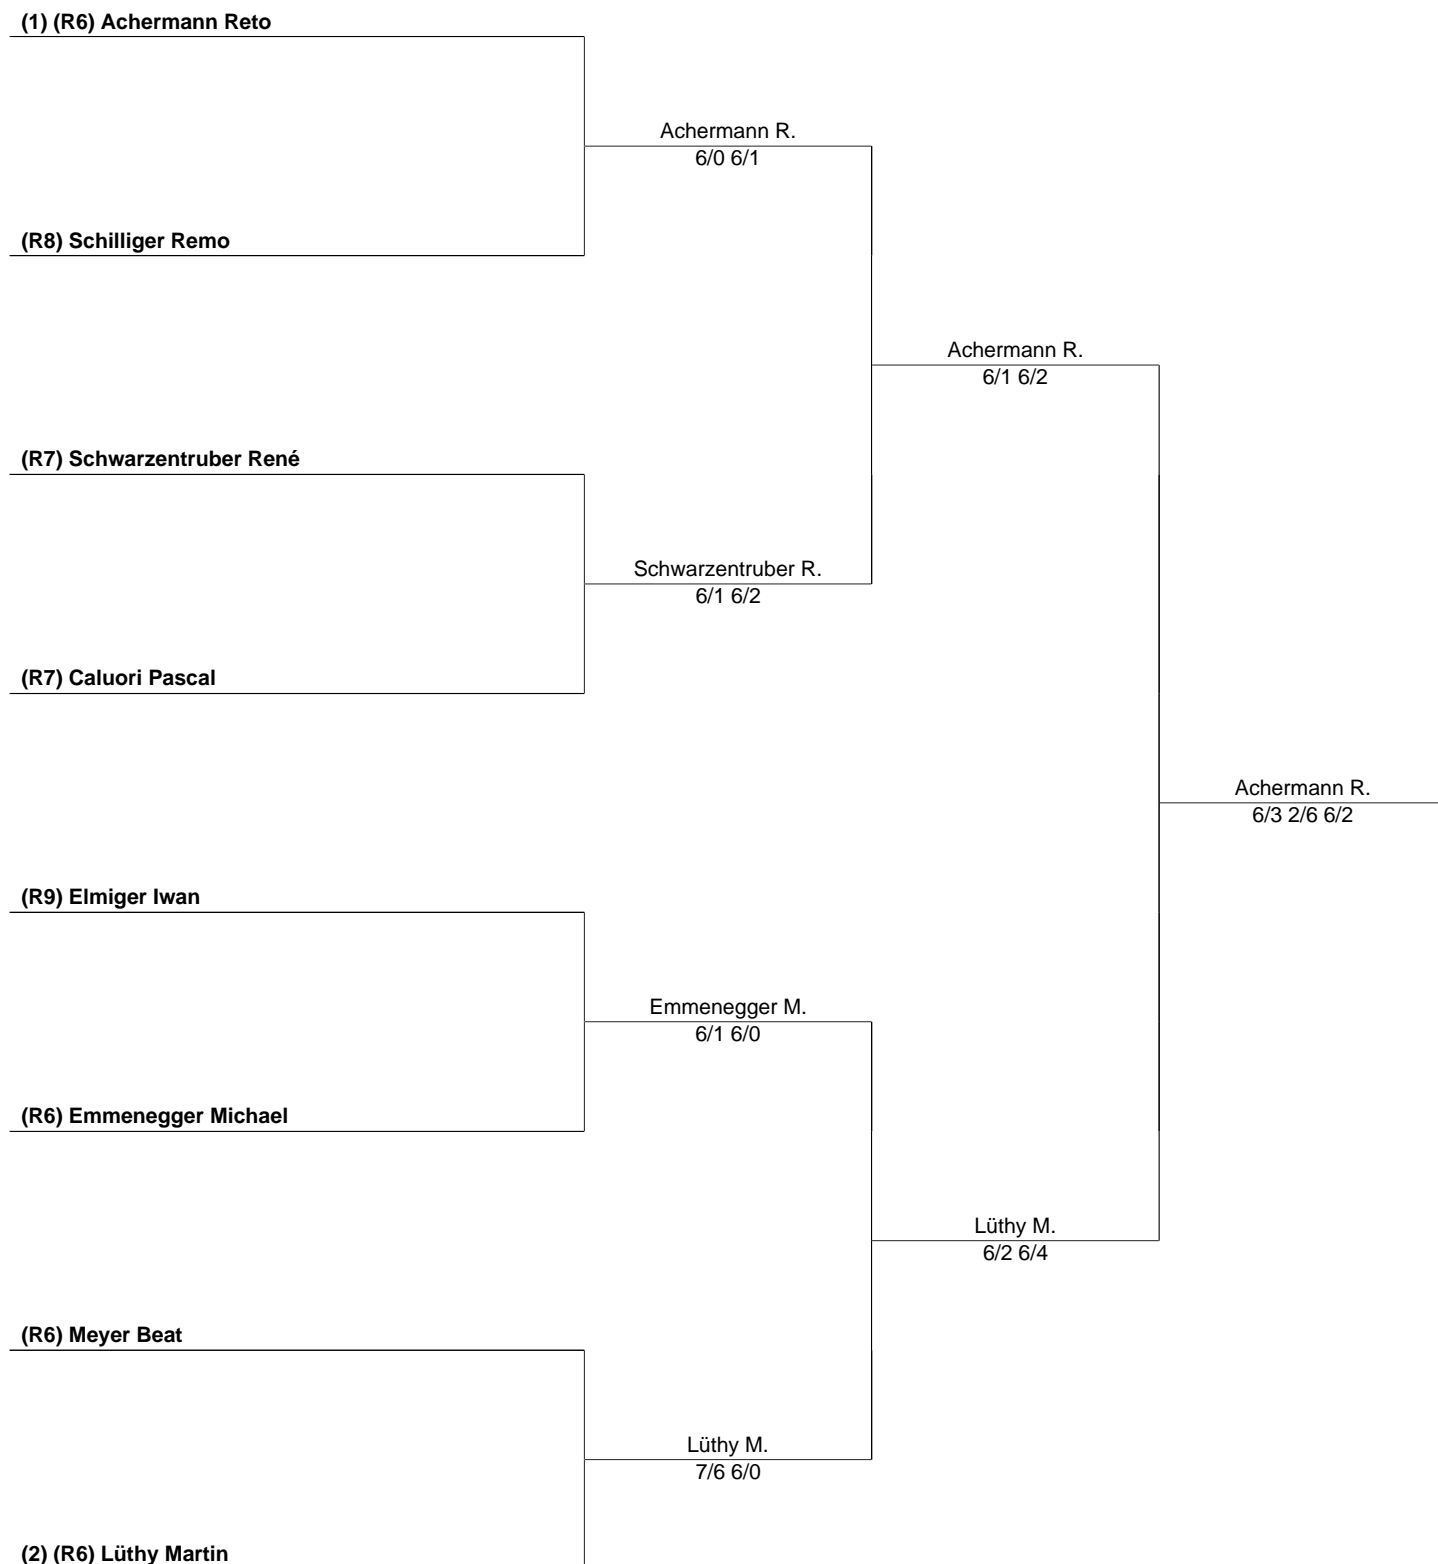 (1) (R6) Achermann Reto
Achermann R.
6/0 6/1
(R8) Schilliger Remo
Achermann R.
6/1 6/2
(R7) Schwarzentruber René
Schwarzentruber R.
6/1 6/2
(R7) Caluori Pascal
Achermann R.
6/3 2/6 6/2
(R9) Elmiger Iwan
Emmenegger M.
6/1 6/0
(R6) Emmenegger Michael
Lüthy M.
6/2 6/4
(R6) Meyer Beat
Lüthy M.
7/6 6/0
(2) (R6) Lüthy Martin